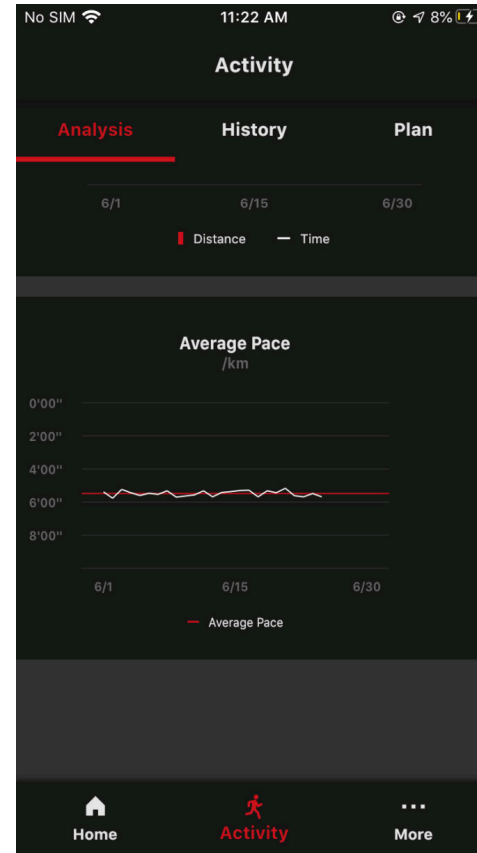 No SIM 11:22 AM 8%
Activity
Analysis History Plan
6/1 6/15 6/30
Distance Time
Average Pace
/km
0'00"
2'00"
4'00"
6'00"
8'00"
6/1 6/15 6/30
Average Pace
Home Activity More